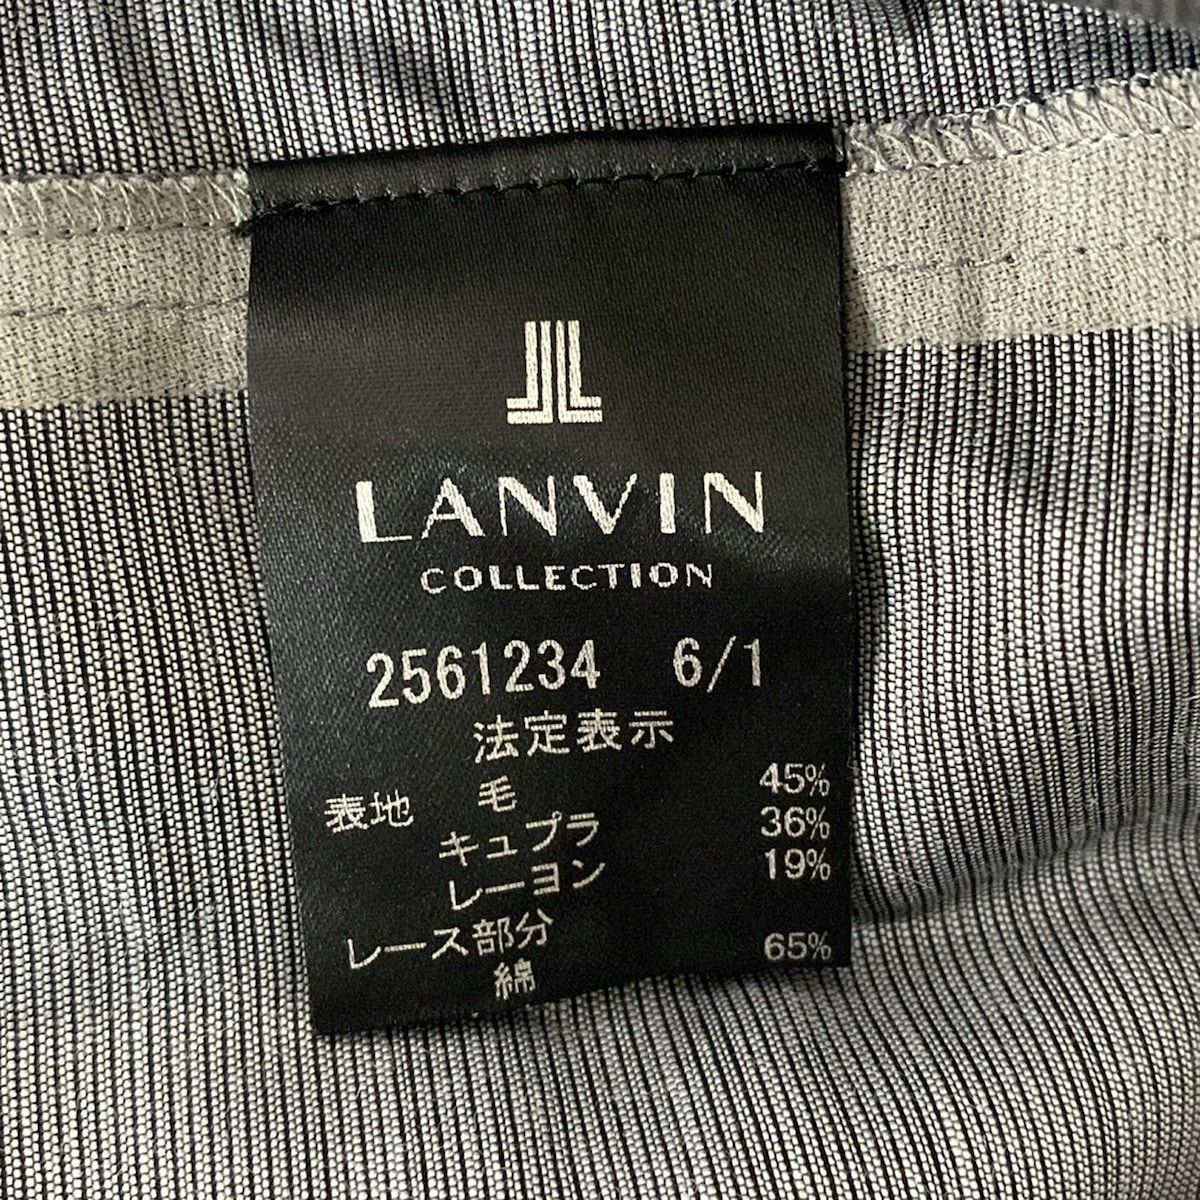 LANVIN
COLLECTION
2561234 6/1
法定表示
表地 毛 45%
キュプラ 36%
レーヨン 19%
レース部分
綿 65%